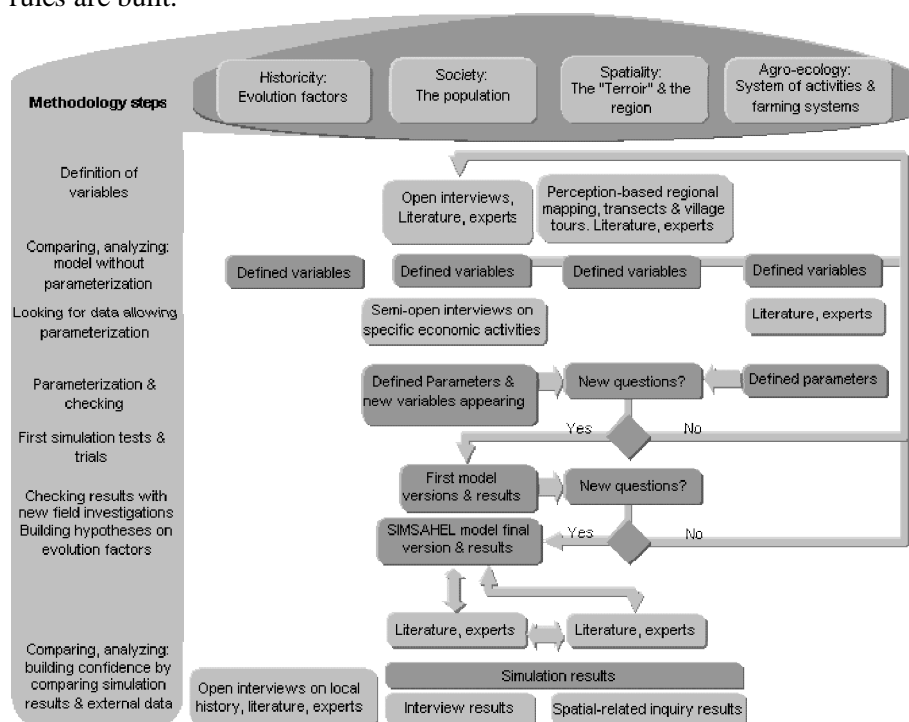 rules are built.
Methodology steps
Historicity:
Evolution factors
Society:
The population
Spatiality:
The "Terroir" & the
region
Agro-ecology:
System of activities &
farming systems
Definition of
variables
Open interviews,
Literature, experts
Perception-based regional
mapping, transects & village
tours. Literature, experts
Comparing, analyzing:
model without
parameterization
Defined variables
Defined variables
Defined variables
Defined variables
Looking for data allowing
parameterization
Semi-open interviews on
specific economic activities
Literature, experts
Parameterization &
checking
Defined Parameters &
new variables appearing
New questions?
Defined parameters
Yes
No
First simulation tests &
trials
First model
versions & results
New questions?
Checking results with
new field investigations
Building hypotheses on
evolution factors
SIMSAHEL model final
version & results
Yes
No
Literature, experts
Literature, experts
Comparing, analyzing:
building confidence by
comparing simulation
results & external data
Open interviews on local
history, literature, experts
Simulation results
Interview results
Spatial-related inquiry results